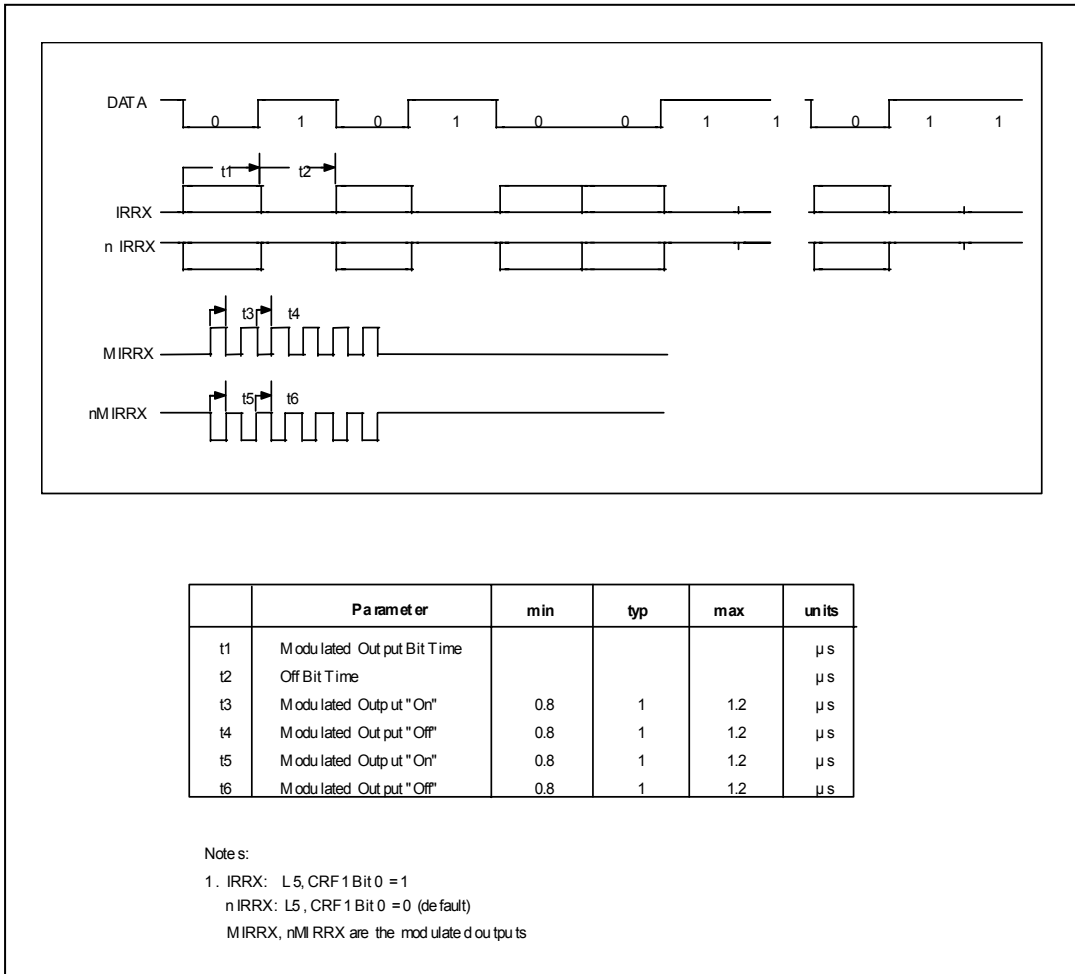 DATA
0 1 0 1 0 0 1 1 0 1 1
t1 t2
IRRX
n IRRX
t3 t4
MIRRX
t5 t6
nMIRRX
Parameter min typ max units
t1 Modulated Output Bit Time µs
t2 Off Bit Time µs
t3 Modulated Output "On" 0.8 1 1.2 µs
t4 Modulated Output "Off" 0.8 1 1.2 µs
t5 Modulated Output "On" 0.8 1 1.2 µs
t6 Modulated Output "Off" 0.8 1 1.2 µs
Notes:
1. IRRX: L5, CRF1 Bit 0 = 1
nIRRX: L5, CRF1 Bit 0 = 0 (default)
MIRRX, nMIRRX are the modulated outputs